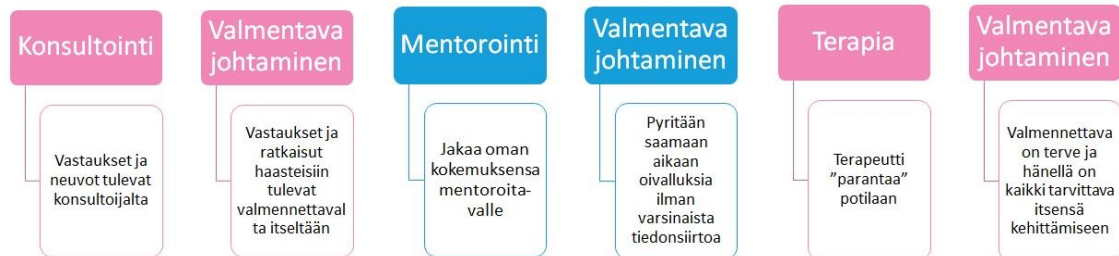 Konsultointi
Vastaukset ja
neuvot tulevat
konsultoijalta
Valmentava
johtaminen
Vastaukset ja
ratkaisut
haasteisiin
tulevat
valmennettaval
ta itseltään
Mentorointi
Jakaa oman
kokemuksensa
mentoroita-
valle
Valmentava
johtaminen
Pyritään
saamaan
aikaan
oivalluksia
ilman
varsinaista
tiedonsiirtoa
Terapia
Terapeutti
”parantaa”
potilaan
Valmentava
johtaminen
Valmennettava
on terve ja
hänellä on
kaikki tarvittava
itsensä
kehittämiseen